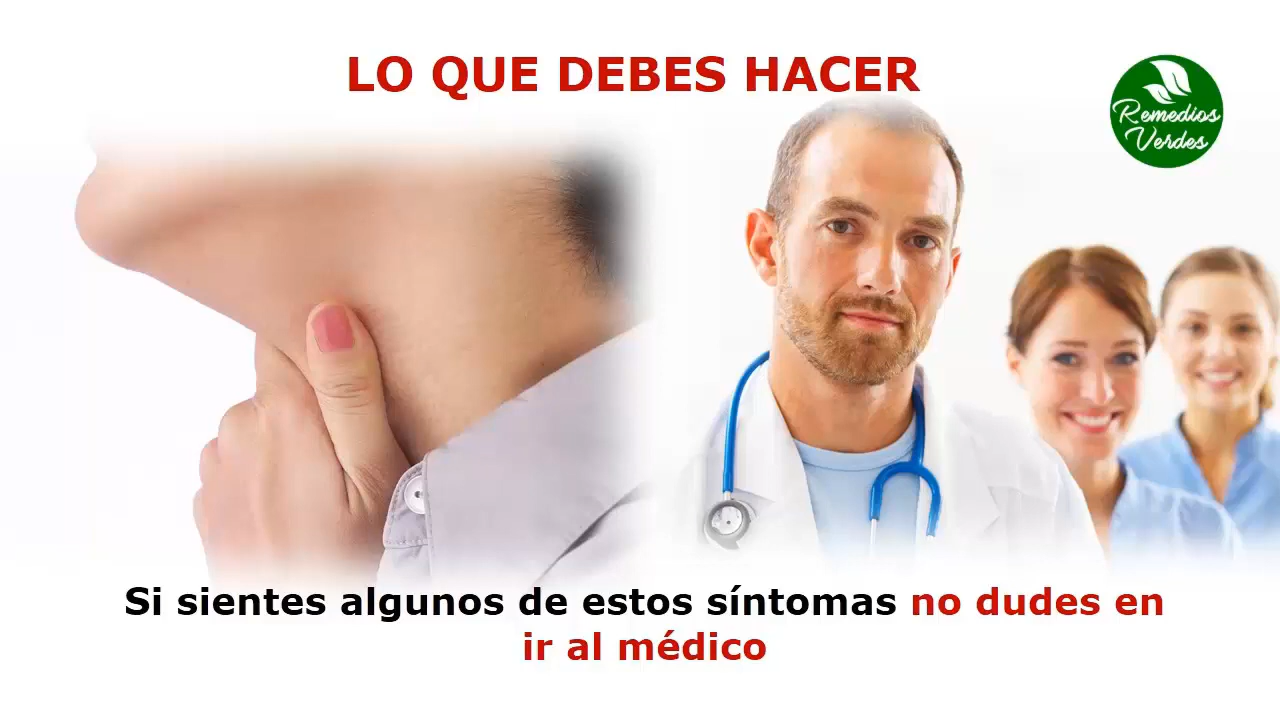 LO QUE DEBES HACER
Remedios
Verdes
Si sientes algunos de estos síntomas no dudes en
ir al médico